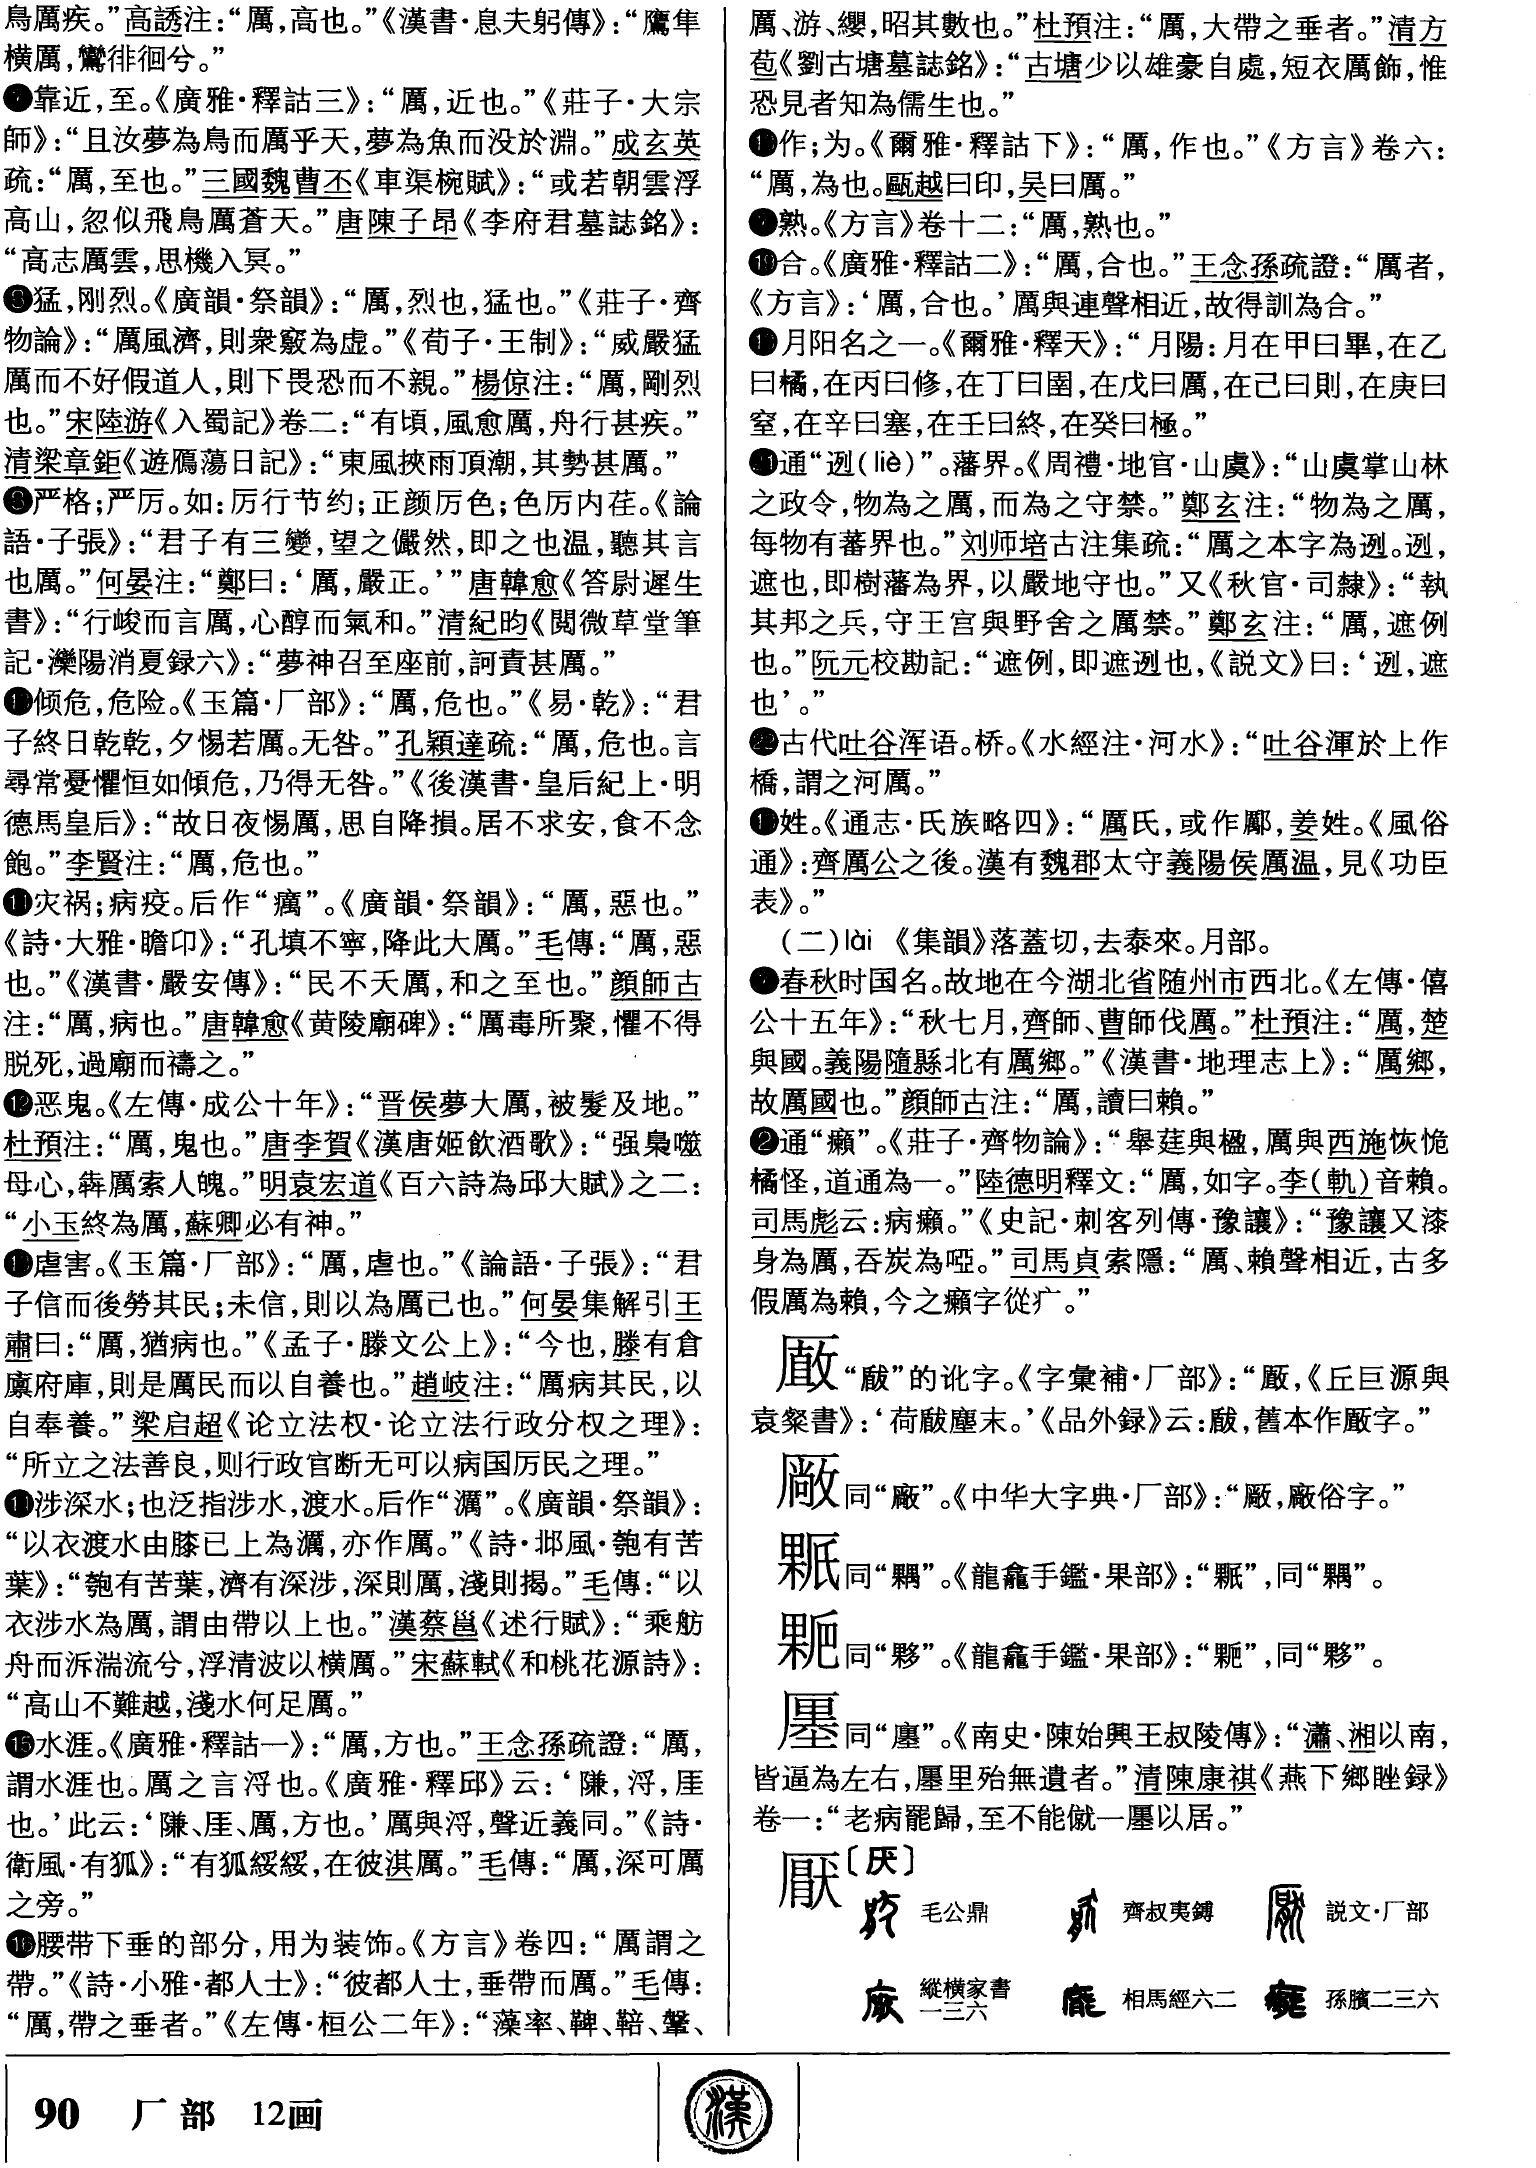 鳥厲疾。”高誘注：“厲，高也。”《漢書·息夫躬傳》：“鷹隼
横厲，鸞徘徊兮。”
❼靠近，至。《廣雅·釋詁三》：“厲，近也。”《莊子·大宗
師》：“且汝夢為鳥而厲乎天，夢為魚而没於淵。”成玄英
疏：“厲，至也。”三國魏曹丕《車渠椀賦》：“或若朝雲浮
高山，忽似飛鳥厲蒼天。”唐陳子昂《李府君墓誌銘》：
“高志厲雲，思機入冥。”
❽猛，刚烈。《廣韻·祭韻》：“厲，烈也，猛也。”《莊子·齊
物論》：“厲風濟，則衆竅為虚。”《荀子·王制》：“威嚴猛
厲而不好假道人，則下畏恐而不親。”楊倞注：“厲，剛烈
也。”宋陸游《入蜀記》卷二：“有頃，風愈厲，舟行甚疾。”
清梁章鉅《遊鴈蕩日記》：“東風挾雨頂潮，其勢甚厲。”
❾严格；严厉。如：厉行节约；正颜厉色；色厉内荏。《論
語·子張》：“君子有三變，望之儼然，即之也温，聽其言
也厲。”何晏注：“鄭曰：‘厲，嚴正。’”唐韓愈《答尉遲生
書》：“行峻而言厲，心醇而氣和。”清紀昀《閲微草堂筆
記·灤陽消夏録六》：“夢神召至座前，訶責甚厲。”
❿倾危，危险。《玉篇·厂部》：“厲，危也。”《易·乾》：“君
子終日乾乾，夕惕若厲。无咎。”孔穎達疏：“厲，危也。言
尋常憂懼恒如傾危，乃得无咎。”《後漢書·皇后紀上·明
德馬皇后》：“故日夜惕厲，思自降損。居不求安，食不念
飽。”李賢注：“厲，危也。”
⓫灾祸；病疫。后作“癘”。《廣韻·祭韻》：“厲，惡也。”
《詩·大雅·瞻卬》：“孔填不寧，降此大厲。”毛傳：“厲，惡
也。”《漢書·嚴安傳》：“民不夭厲，和之至也。”顔師古
注：“厲，病也。”唐韓愈《黄陵廟碑》：“厲毒所聚，懼不得
脱死，過廟而禱之。”
⓬恶鬼。《左傳·成公十年》：“晋侯夢大厲，被髮及地。”
杜預注：“厲，鬼也。”唐李賀《漢唐姬飲酒歌》：“强梟噬
母心，犇厲索人魄。”明袁宏道《百六詩為邱大賦》之二：
“小玉終為厲，蘇卿必有神。”
⓭虐害。《玉篇·厂部》：“厲，虐也。”《論語·子張》：“君
子信而後勞其民；未信，則以為厲己也。”何晏集解引王
肅曰：“厲，猶病也。”《孟子·滕文公上》：“今也，滕有倉
廩府庫，則是厲民而以自養也。”趙岐注：“厲病其民，以
自奉養。”梁启超《论立法权·论立法行政分权之理》：
“所立之法善良，则行政官断无可以病国厉民之理。”
⓮涉深水；也泛指涉水，渡水。后作“濿”。《廣韻·祭韻》：
“以衣渡水由膝已上為濿，亦作厲。”《詩·邶風·匏有苦
葉》：“匏有苦葉，濟有深涉，深則厲，淺則揭。”毛傳：“以
衣涉水為厲，謂由帶以上也。”漢蔡邕《述行賦》：“乘舫
舟而泝湍流兮，浮清波以横厲。”宋蘇軾《和桃花源詩》：
“高山不難越，淺水何足厲。”
⓯水涯。《廣雅·釋詁一》：“厲，方也。”王念孫疏證：“厲，
謂水涯也。厲之言浖也。《廣雅·釋邱》云：‘隒，浖，厓
也。’此云：‘隒、厓、厲，方也。’厲與浖，聲近義同。”《詩·
衛風·有狐》：“有狐綏綏，在彼淇厲。”毛傳：“厲，深可厲
之旁。”
⓰腰带下垂的部分，用为装饰。《方言》卷四：“厲謂之
帶。”《詩·小雅·都人士》：“彼都人士，垂帶而厲。”毛傳：
“厲，帶之垂者。”《左傳·桓公二年》：“藻率、鞞、鞛、鞶、
厲、游、纓，昭其數也。”杜預注：“厲，大帶之垂者。”清方
苞《劉古塘墓誌銘》：“古塘少以雄豪自處，短衣厲飾，惟
恐見者知為儒生也。”
⓱作；为。《爾雅·釋詁下》：“厲，作也。”《方言》卷六：
“厲，為也。甌越曰卬，吴曰厲。”
⓲熟。《方言》卷十二：“厲，熟也。”
⓳合。《廣雅·釋詁二》：“厲，合也。”王念孫疏證：“厲者，
《方言》：‘厲，合也。’厲與連聲相近，故得訓為合。”
⓴月阳名之一。《爾雅·釋天》：“月陽：月在甲曰畢，在乙
曰橘，在丙曰修，在丁曰圉，在戊曰厲，在己曰則，在庚曰
窒，在辛曰塞，在壬曰終，在癸曰極。”
㉑通“迾(liè)”。藩界。《周禮·地官·山虞》：“山虞掌山林
之政令，物為之厲，而為之守禁。”鄭玄注：“物為之厲，
每物有蕃界也。”刘师培古注集疏：“厲之本字為迾。迾，
遮也，即樹藩為界，以嚴地守也。”又《秋官·司隸》：“執
其邦之兵，守王宫與野舍之厲禁。”鄭玄注：“厲，遮例
也。”阮元校勘記：“遮例，即遮迾也，《説文》曰：‘迾，遮
也’。”
㉒古代吐谷浑语。桥。《水經注·河水》：“吐谷渾於上作
橋，謂之河厲。”
㉓姓。《通志·氏族略四》：“厲氏，或作鄺，姜姓。《風俗
通》：齊厲公之後。漢有魏郡太守義陽侯厲温，見《功臣
表》。”
（二）lài 《集韻》落蓋切，去泰來。月部。
❶春秋时国名。故地在今湖北省随州市西北。《左傳·僖
公十五年》：“秋七月，齊師、曹師伐厲。”杜預注：“厲，楚
與國。義陽隨縣北有厲鄉。”《漢書·地理志上》：“厲鄉，
故厲國也。”顔師古注：“厲，讀曰賴。”
❷通“癩”。《莊子·齊物論》：“舉莛與楹，厲與西施恢恑
橘怪，道通為一。”陸德明釋文：“厲，如字。李（軌）音賴。
司馬彪云：病癩。”《史記·刺客列傳·豫讓》：“豫讓又漆
身為厲，吞炭為啞。”司馬貞索隱：“厲、賴聲相近，古多
假厲為賴，今之癩字從疒。”
“㪇”的讹字。《字彙補·厂部》：“，《丘巨源與
袁粲書》：‘荷㪇塵末。’《品外録》云：㪇，舊本作字。”
厰同“廠”。《中华大字典·厂部》：“厰，廠俗字。”
同“”。《龍龕手鑑·果部》：“”，同“”。
同“夥”。《龍龕手鑑·果部》：“”，同“夥”。
㕓同“廛”。《南史·陳始興王叔陵傳》：“瀟、湘以南，
皆逼為左右，㕓里殆無遺者。”清陳康祺《燕下鄉脞録》
卷一：“老病罷歸，至不能僦一㕓以居。”
厭〔厌〕
毛公鼎 齊叔夷鎛 説文·厂部
縱横家書一三六 相馬經六二 孫臏二三六
90 厂部 12画
漢